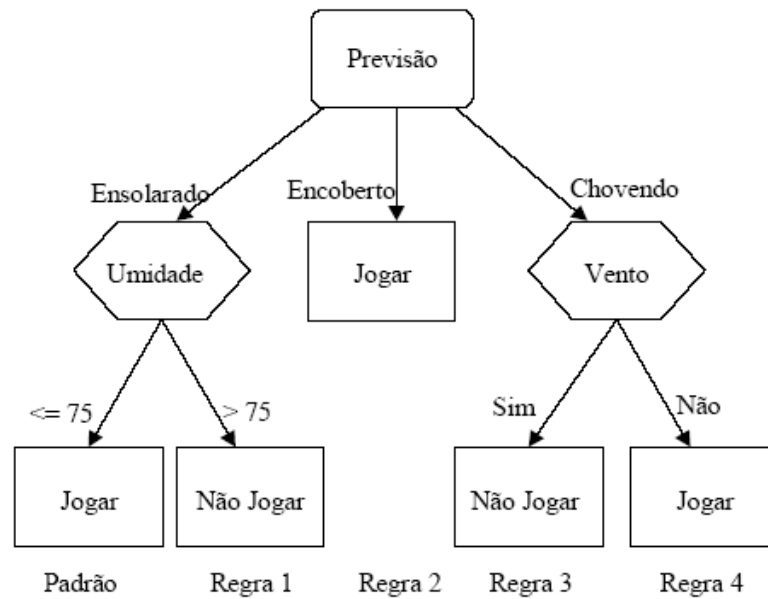 Previsão
Ensolarado Encoberto Chovendo
Umidade Jogar Vento
<= 75 > 75 Sim Não
Jogar Não Jogar Não Jogar Jogar
Padrão Regra 1 Regra 2 Regra 3 Regra 4